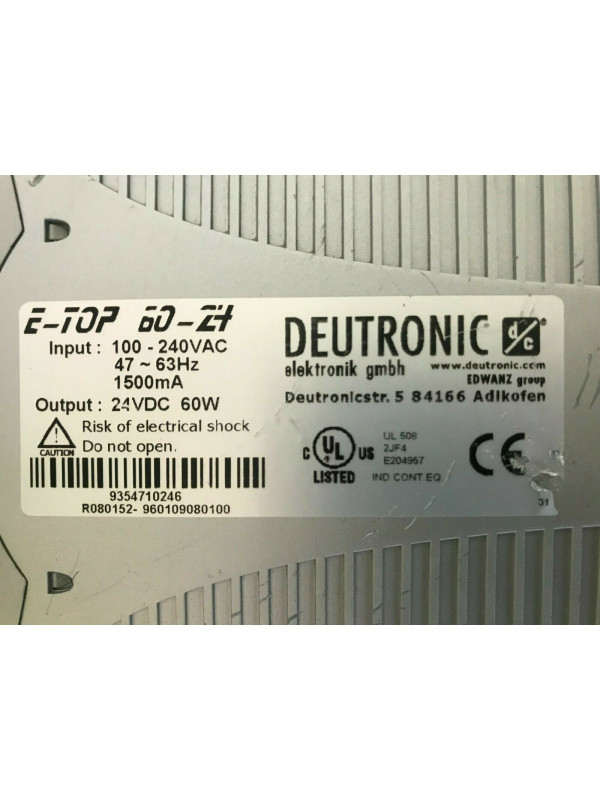 E-TOP 60-24
Input : 100 - 240VAC
47 ~ 63Hz
1500mA
Output : 24VDC 60W
CAUTION
Risk of electrical shock
Do not open.
9354710246
R080152- 960109080100
DEUTRONIC d/c ®
elektronik gmbh
www.deutronic.com
EDWANZ group
Deutronicstr. 5 84166 Adlkofen
C UL US
LISTED
UL 508
2JF4
E204967
IND CONT EQ
CE
01